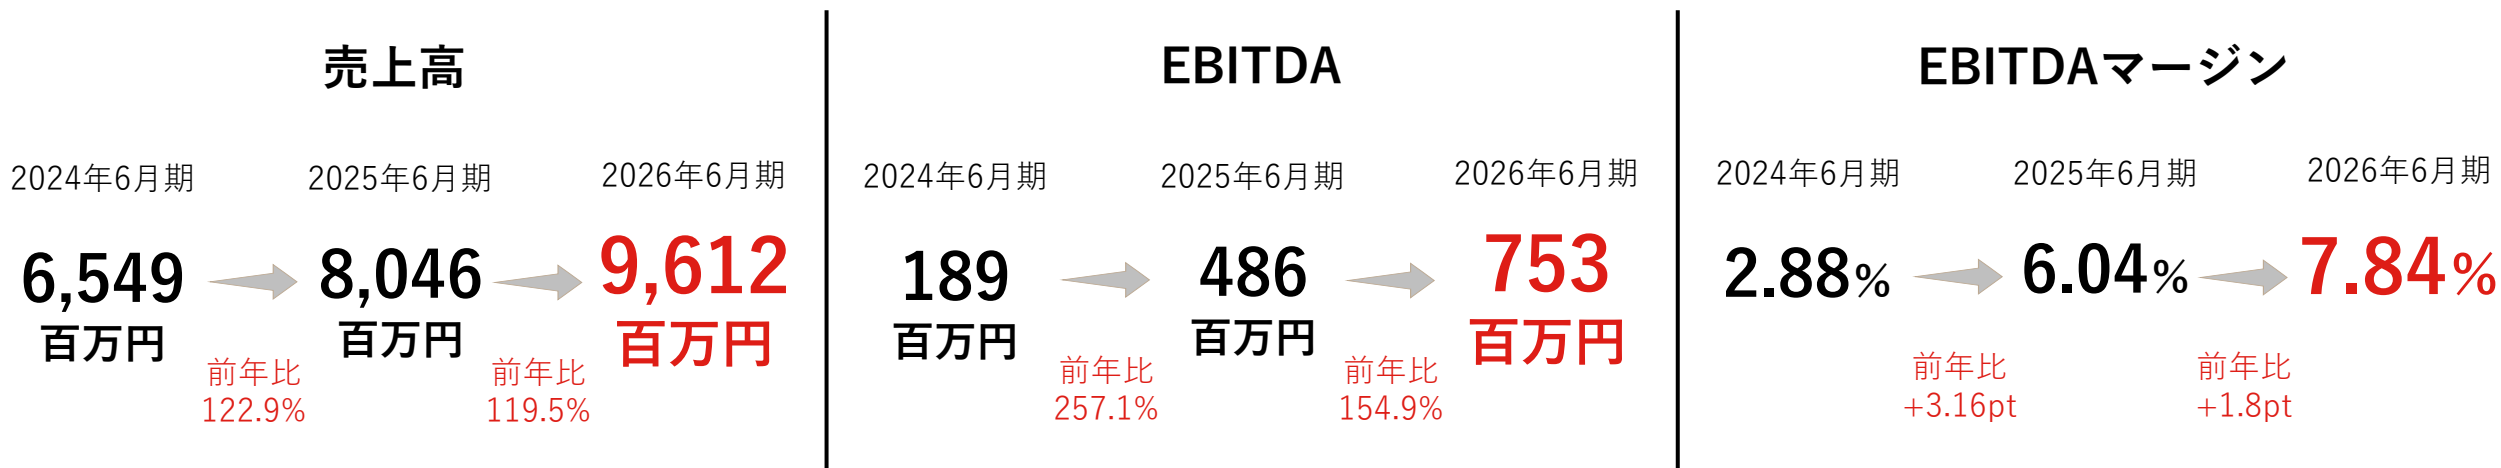 売上高
2024年6月期
2025年6月期
2026年6月期
6,549
百万円
8,046
百万円
9,612
百万円
前年比
122.9%
前年比
119.5%
EBITDA
2024年6月期
2025年6月期
2026年6月期
189
百万円
486
百万円
753
百万円
前年比
257.1%
前年比
154.9%
EBITDAマージン
2024年6月期
2025年6月期
2026年6月期
2.88%
6.04%
7.84%
前年比
+3.16pt
前年比
+1.8pt